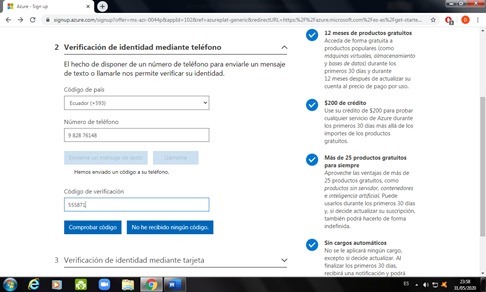 Azure - Sign up
signup.azure.com/signup?offer=ms-azr-0044p&appId=102&ref=azureplat-generic&redirectURL=https:%2F%2Fazure.microsoft.com%2Fes-es%2Fget-starte...
2 Verificación de identidad mediante teléfono
El hecho de disponer de un número de teléfono para enviarle un mensaje
de texto o llamarle nos permite verificar su identidad.
Código de país
Ecuador (+593)
Número de teléfono
9 828 76148
Enviarme un mensaje de texto
Llámeme
Hemos enviado un código a su teléfono.
Código de verificación
555871
Comprobar código
No he recibido ningún código.
3 Verificación de identidad mediante tarjeta
12 meses de productos gratuitos
Acceda de forma gratuita a
productos populares (como
máquinas virtuales, almacenamiento
y bases de datos) durante los
primeros 30 días y durante
12 meses después de actualizar su
cuenta al precio de pago por uso.
$200 de crédito
Use su crédito de $200 para probar
cualquier servicio de Azure durante
los primeros 30 días más allá de los
importes de los productos
gratuitos.
Más de 25 productos gratuitos
para siempre
Aproveche las ventajas de más de
25 productos gratuitos, como
productos sin servidor, contenedores
e inteligencia artificial. Puede
usarlos durante los primeros 30 días
y, si decide actualizar su suscripción,
también podrá hacerlo de forma
indefinida.
Sin cargos automáticos
No se le aplicará ningún cargo,
excepto si decide actualizar. Al
finalizar los primeros 30 días,
recibirá una notificación y podrá
ES
23:58
31/05/2020